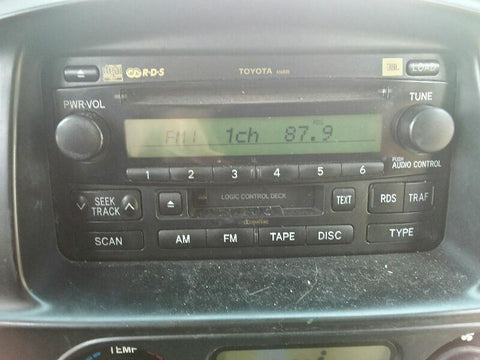 R·D·S TOYOTA JBL LOAD
PWR·VOL TUNE
FM1 1ch 87.9
1 2 3 4 5 6
PUSH
AUDIO CONTROL
SEEK
TRACK
LOGIC CONTROL DECK
TEXT RDS TRAF
SCAN AM FM TAPE DISC TYPE
TEMP